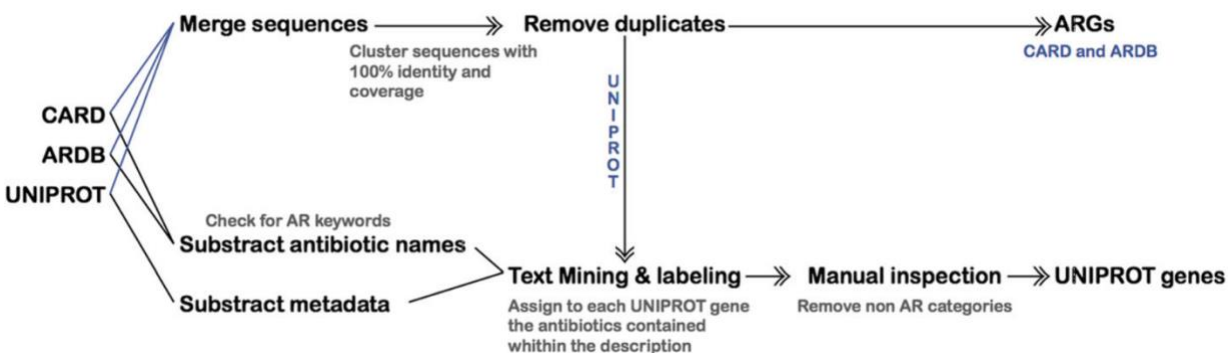 Merge sequences
Remove duplicates
ARGs
Cluster sequences with
100% identity and
coverage
CARD and ARDB
UNIPROT
CARD
ARDB
UNIPROT
Check for AR keywords
Substract antibiotic names
Substract metadata
Text Mining & labeling
Manual inspection
UNIPROT genes
Assign to each UNIPROT gene
the antibiotics contained
whithin the description
Remove non AR categories